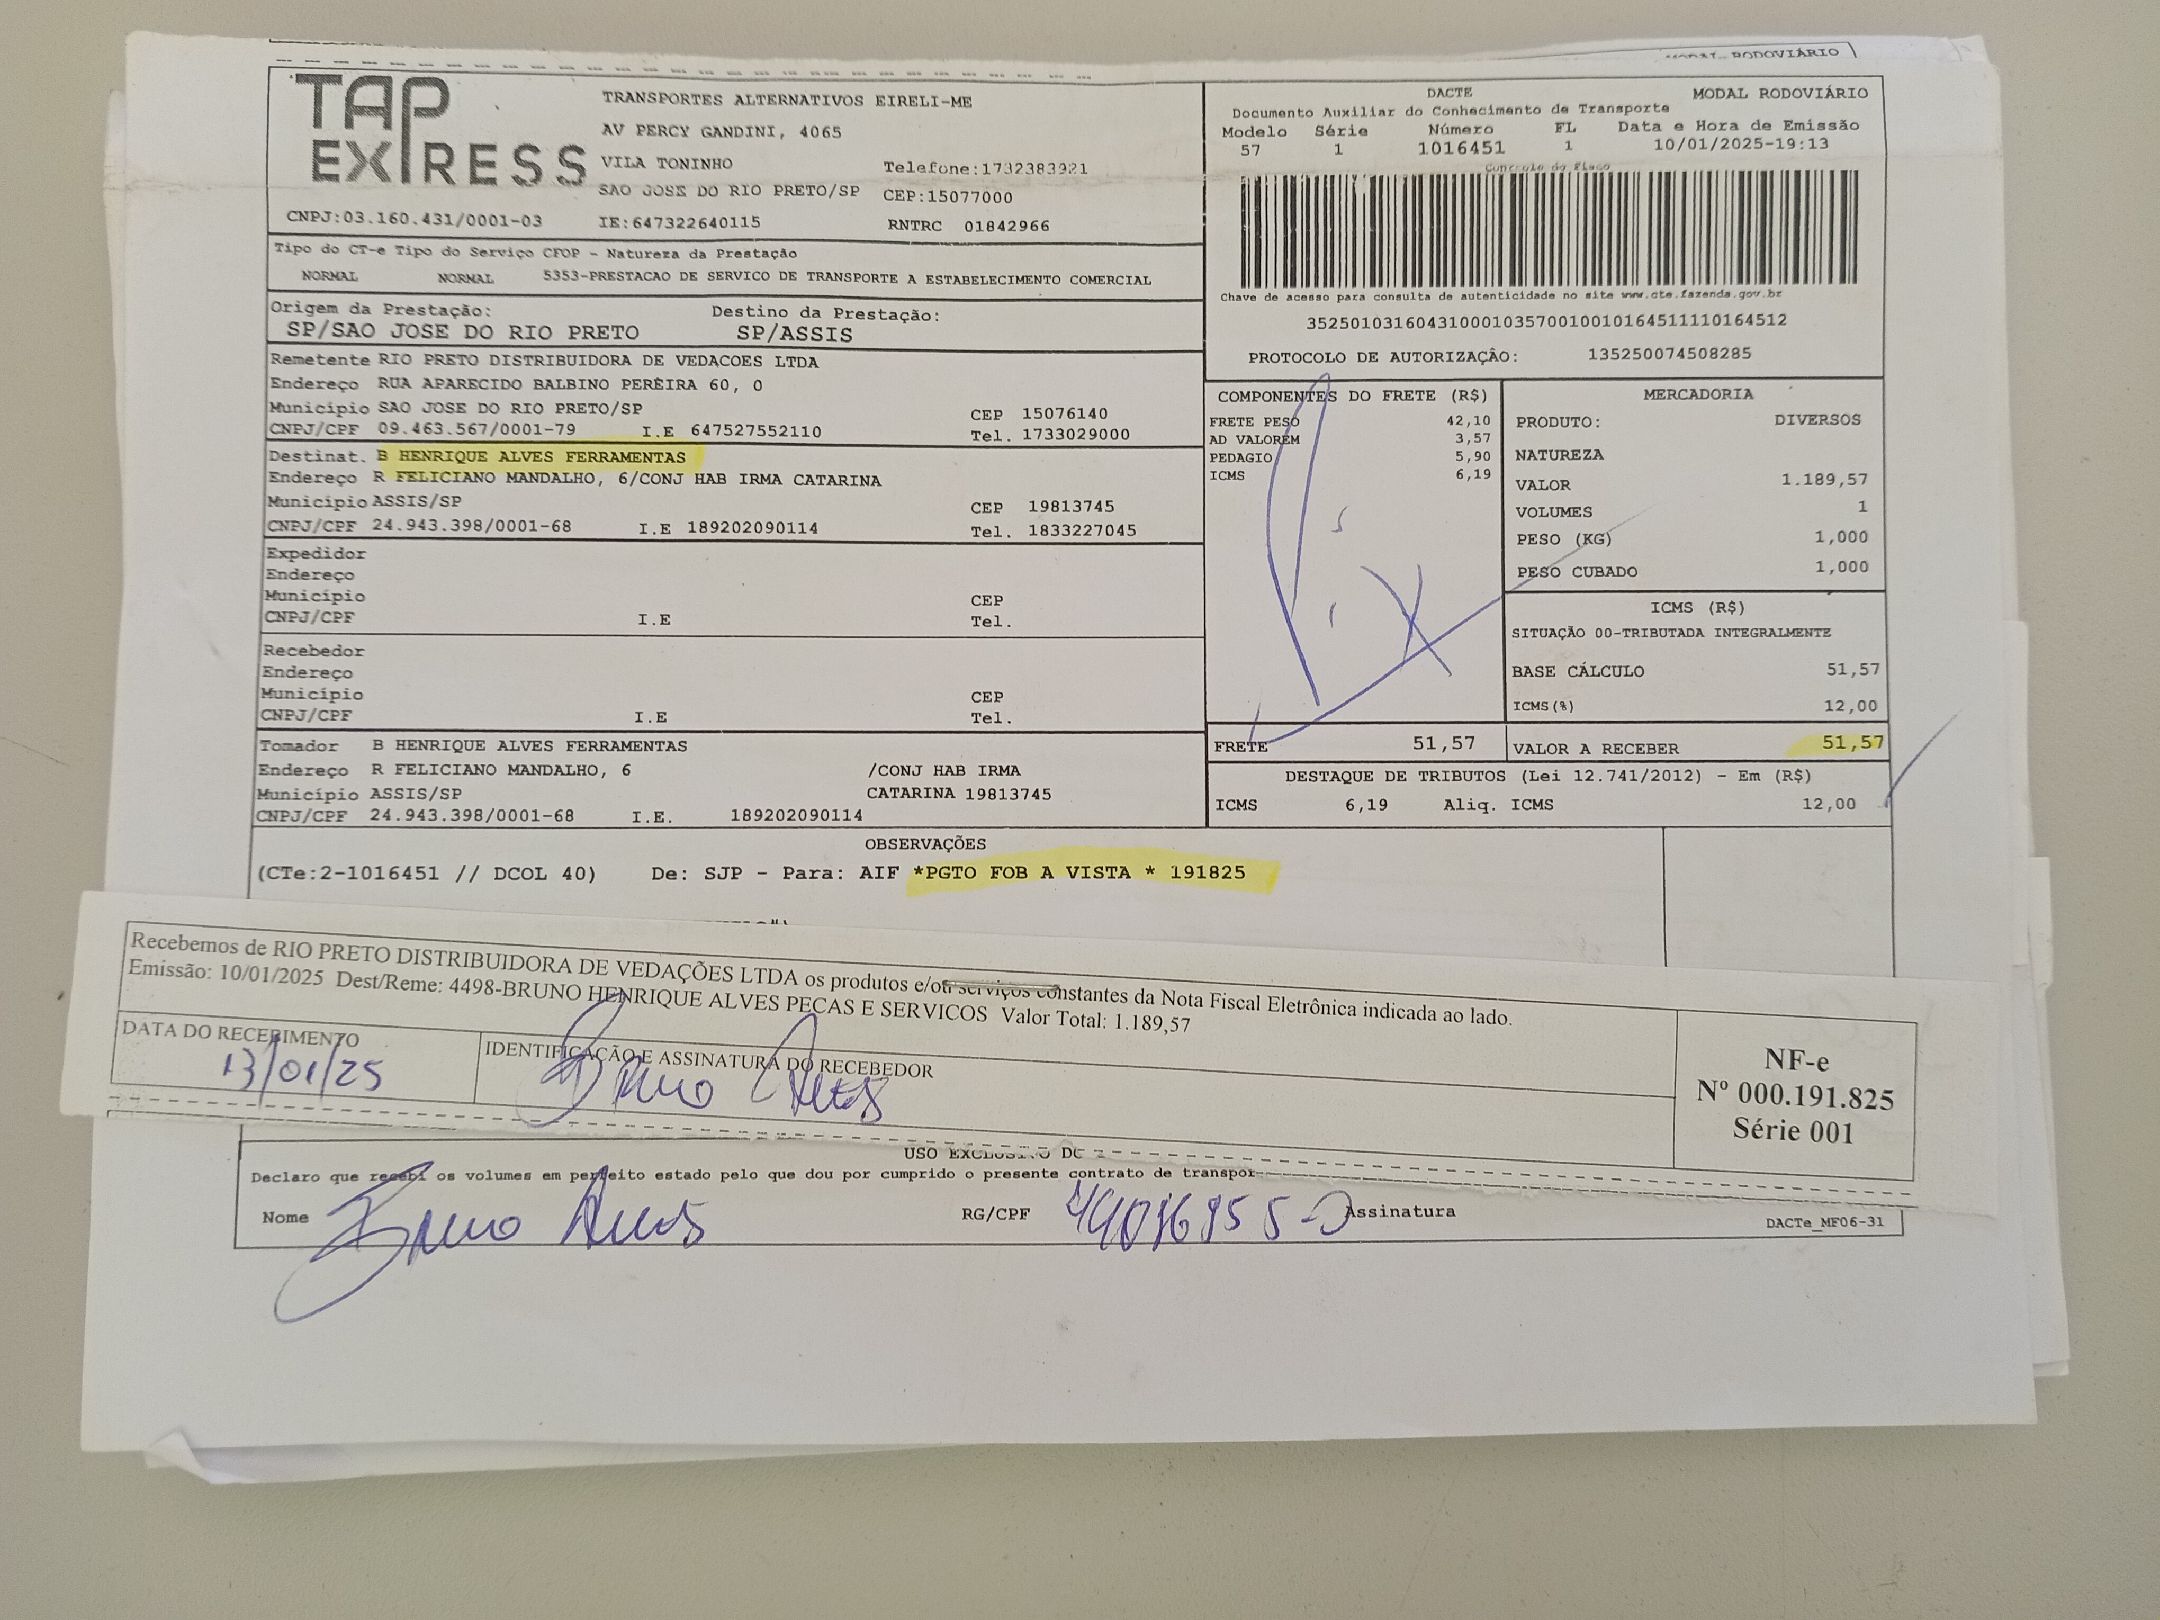 MODAL RODOVIÁRIO
TAP EXPRESS
TRANSPORTES ALTERNATIVOS EIRELI-ME
AV PERCY GANDINI, 4065
VILA TONINHO Telefone:1732383921
SAO JOSE DO RIO PRETO/SP CEP:15077000
CNPJ:03.160.431/0001-03 IE:647322640115 RNTRC 01842966
DACTE MODAL RODOVIÁRIO
Documento Auxiliar do Conhecimento de Transporte
Modelo Série Número FL Data e Hora de Emissão
57 1 1016451 1 10/01/2025-19:13
Controle do Fisco
Chave de acesso para consulta de autenticidade no site www.cte.fazenda.gov.br
35250103160431000103570010010164511110164512
PROTOCOLO DE AUTORIZAÇÃO: 135250074508285
Tipo do CT-e Tipo do Serviço CFOP - Natureza da Prestação
NORMAL NORMAL 5353-PRESTACAO DE SERVICO DE TRANSPORTE A ESTABELECIMENTO COMERCIAL
Origem da Prestação: Destino da Prestação:
SP/SAO JOSE DO RIO PRETO SP/ASSIS
Remetente RIO PRETO DISTRIBUIDORA DE VEDACOES LTDA
Endereço RUA APARECIDO BALBINO PEREIRA 60, 0
Município SAO JOSE DO RIO PRETO/SP CEP 15076140
CNPJ/CPF 09.463.567/0001-79 I.E 647527552110 Tel. 1733029000
Destinat. B HENRIQUE ALVES FERRAMENTAS
Endereço R FELICIANO MANDALHO, 6/CONJ HAB IRMA CATARINA
Município ASSIS/SP CEP 19813745
CNPJ/CPF 24.943.398/0001-68 I.E 189202090114 Tel. 1833227045
Expedidor
Endereço
Município CEP
CNPJ/CPF I.E Tel.
Recebedor
Endereço
Município CEP
CNPJ/CPF I.E Tel.
Tomador B HENRIQUE ALVES FERRAMENTAS
Endereço R FELICIANO MANDALHO, 6 /CONJ HAB IRMA
Município ASSIS/SP CATARINA 19813745
CNPJ/CPF 24.943.398/0001-68 I.E. 189202090114
COMPONENTES DO FRETE (R$)
FRETE PESO 42,10
AD VALOREM 3,57
PEDAGIO 5,90
ICMS 6,19
MERCADORIA
PRODUTO: DIVERSOS
NATUREZA
VALOR 1.189,57
VOLUMES 1
PESO (KG) 1,000
PESO CUBADO 1,000
ICMS (R$)
SITUAÇÃO 00-TRIBUTADA INTEGRALMENTE
BASE CÁLCULO 51,57
ICMS(%) 12,00
FRETE 51,57 VALOR A RECEBER 51,57
DESTAQUE DE TRIBUTOS (Lei 12.741/2012) - Em (R$)
ICMS 6,19 Aliq. ICMS 12,00
OBSERVAÇÕES
(CTe:2-1016451 // DCOL 40) De: SJP - Para: AIF *PGTO FOB A VISTA * 191825
Recebemos de RIO PRETO DISTRIBUIDORA DE VEDAÇÕES LTDA os produtos e/ou serviços constantes da Nota Fiscal Eletrônica indicada ao lado.
Emissão: 10/01/2025 Dest/Reme: 4498-BRUNO HENRIQUE ALVES PECAS E SERVICOS Valor Total: 1.189,57
DATA DO RECEBIMENTO IDENTIFICAÇÃO E ASSINATURA DO RECEBEDOR
13/01/25 Bruno Alves
NF-e
Nº 000.191.825
Série 001
USO EXCLUSIVO DO
Declaro que recebi os volumes em perfeito estado pelo que dou por cumprido o presente contrato de transpor
Nome Bruno Alves RG/CPF Assinatura
DACTe_MF06-31